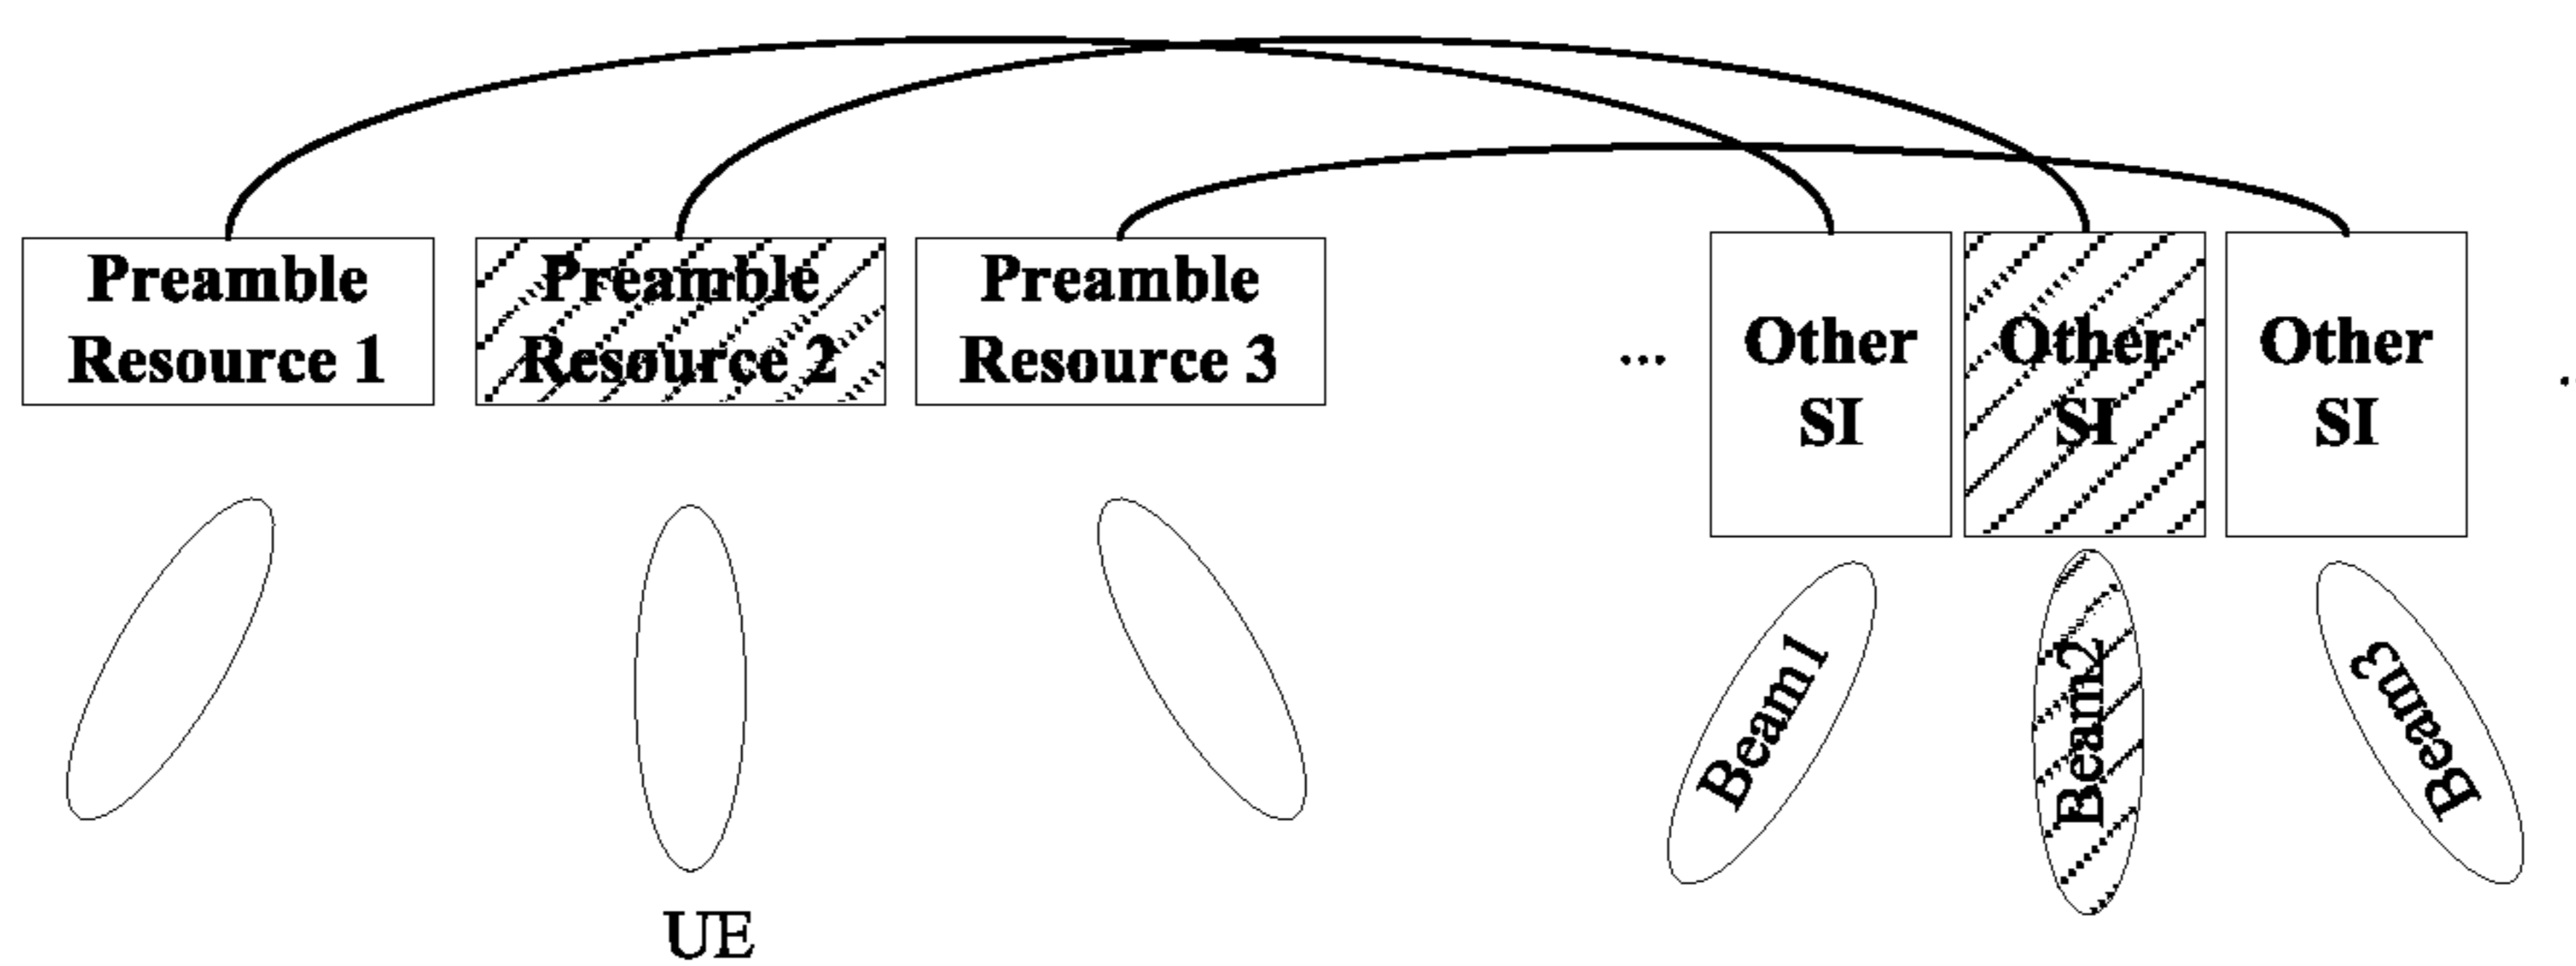 Preamble
Resource 1
Preamble
Resource 2
Preamble
Resource 3
...
Other
SI
Other
SI
Other
SI
.
Beam1
Beam2
Beam3
UE